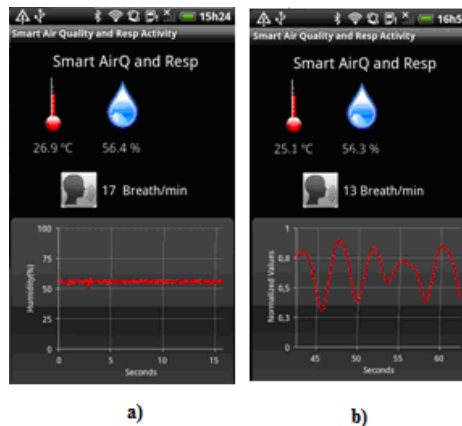 15h24
Smart Air Quality and Resp Activity
Smart AirQ and Resp
26.9 ºC 56.4 %
17 Breath/min
100
75
50
25
0
Humidity(%)
0 5 10 15
Seconds
a)
16h5
Smart Air Quality and Resp Activity
Smart AirQ and Resp
25.1 ºC 56.3 %
13 Breath/min
1
0.8
0.5
0.3
0
Normalized Values
45 50 55 60
Seconds
b)